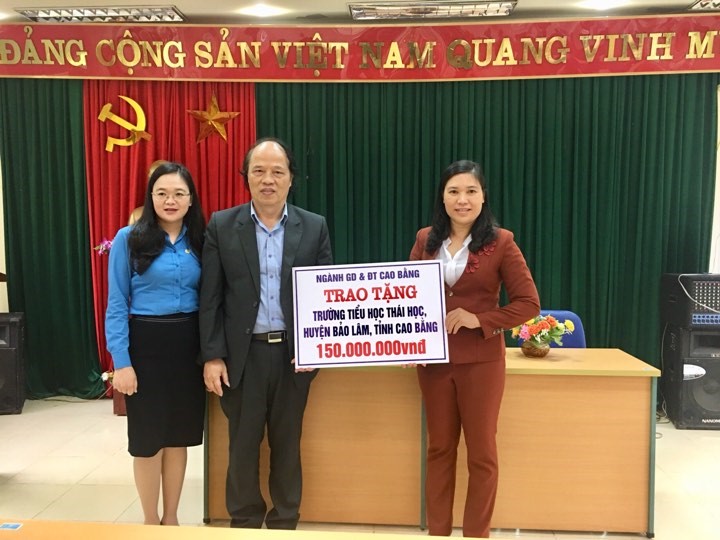 ĐẢNG CỘNG SẢN VIỆT NAM QUANG VINH M
NGÀNH GD & ĐT CAO BẰNG
TRAO TẶNG
TRƯỜNG TIỂU HỌC THÁI HỌC,
HUYỆN BẢO LÂM, TỈNH CAO BẰNG
150.000.000vnđ